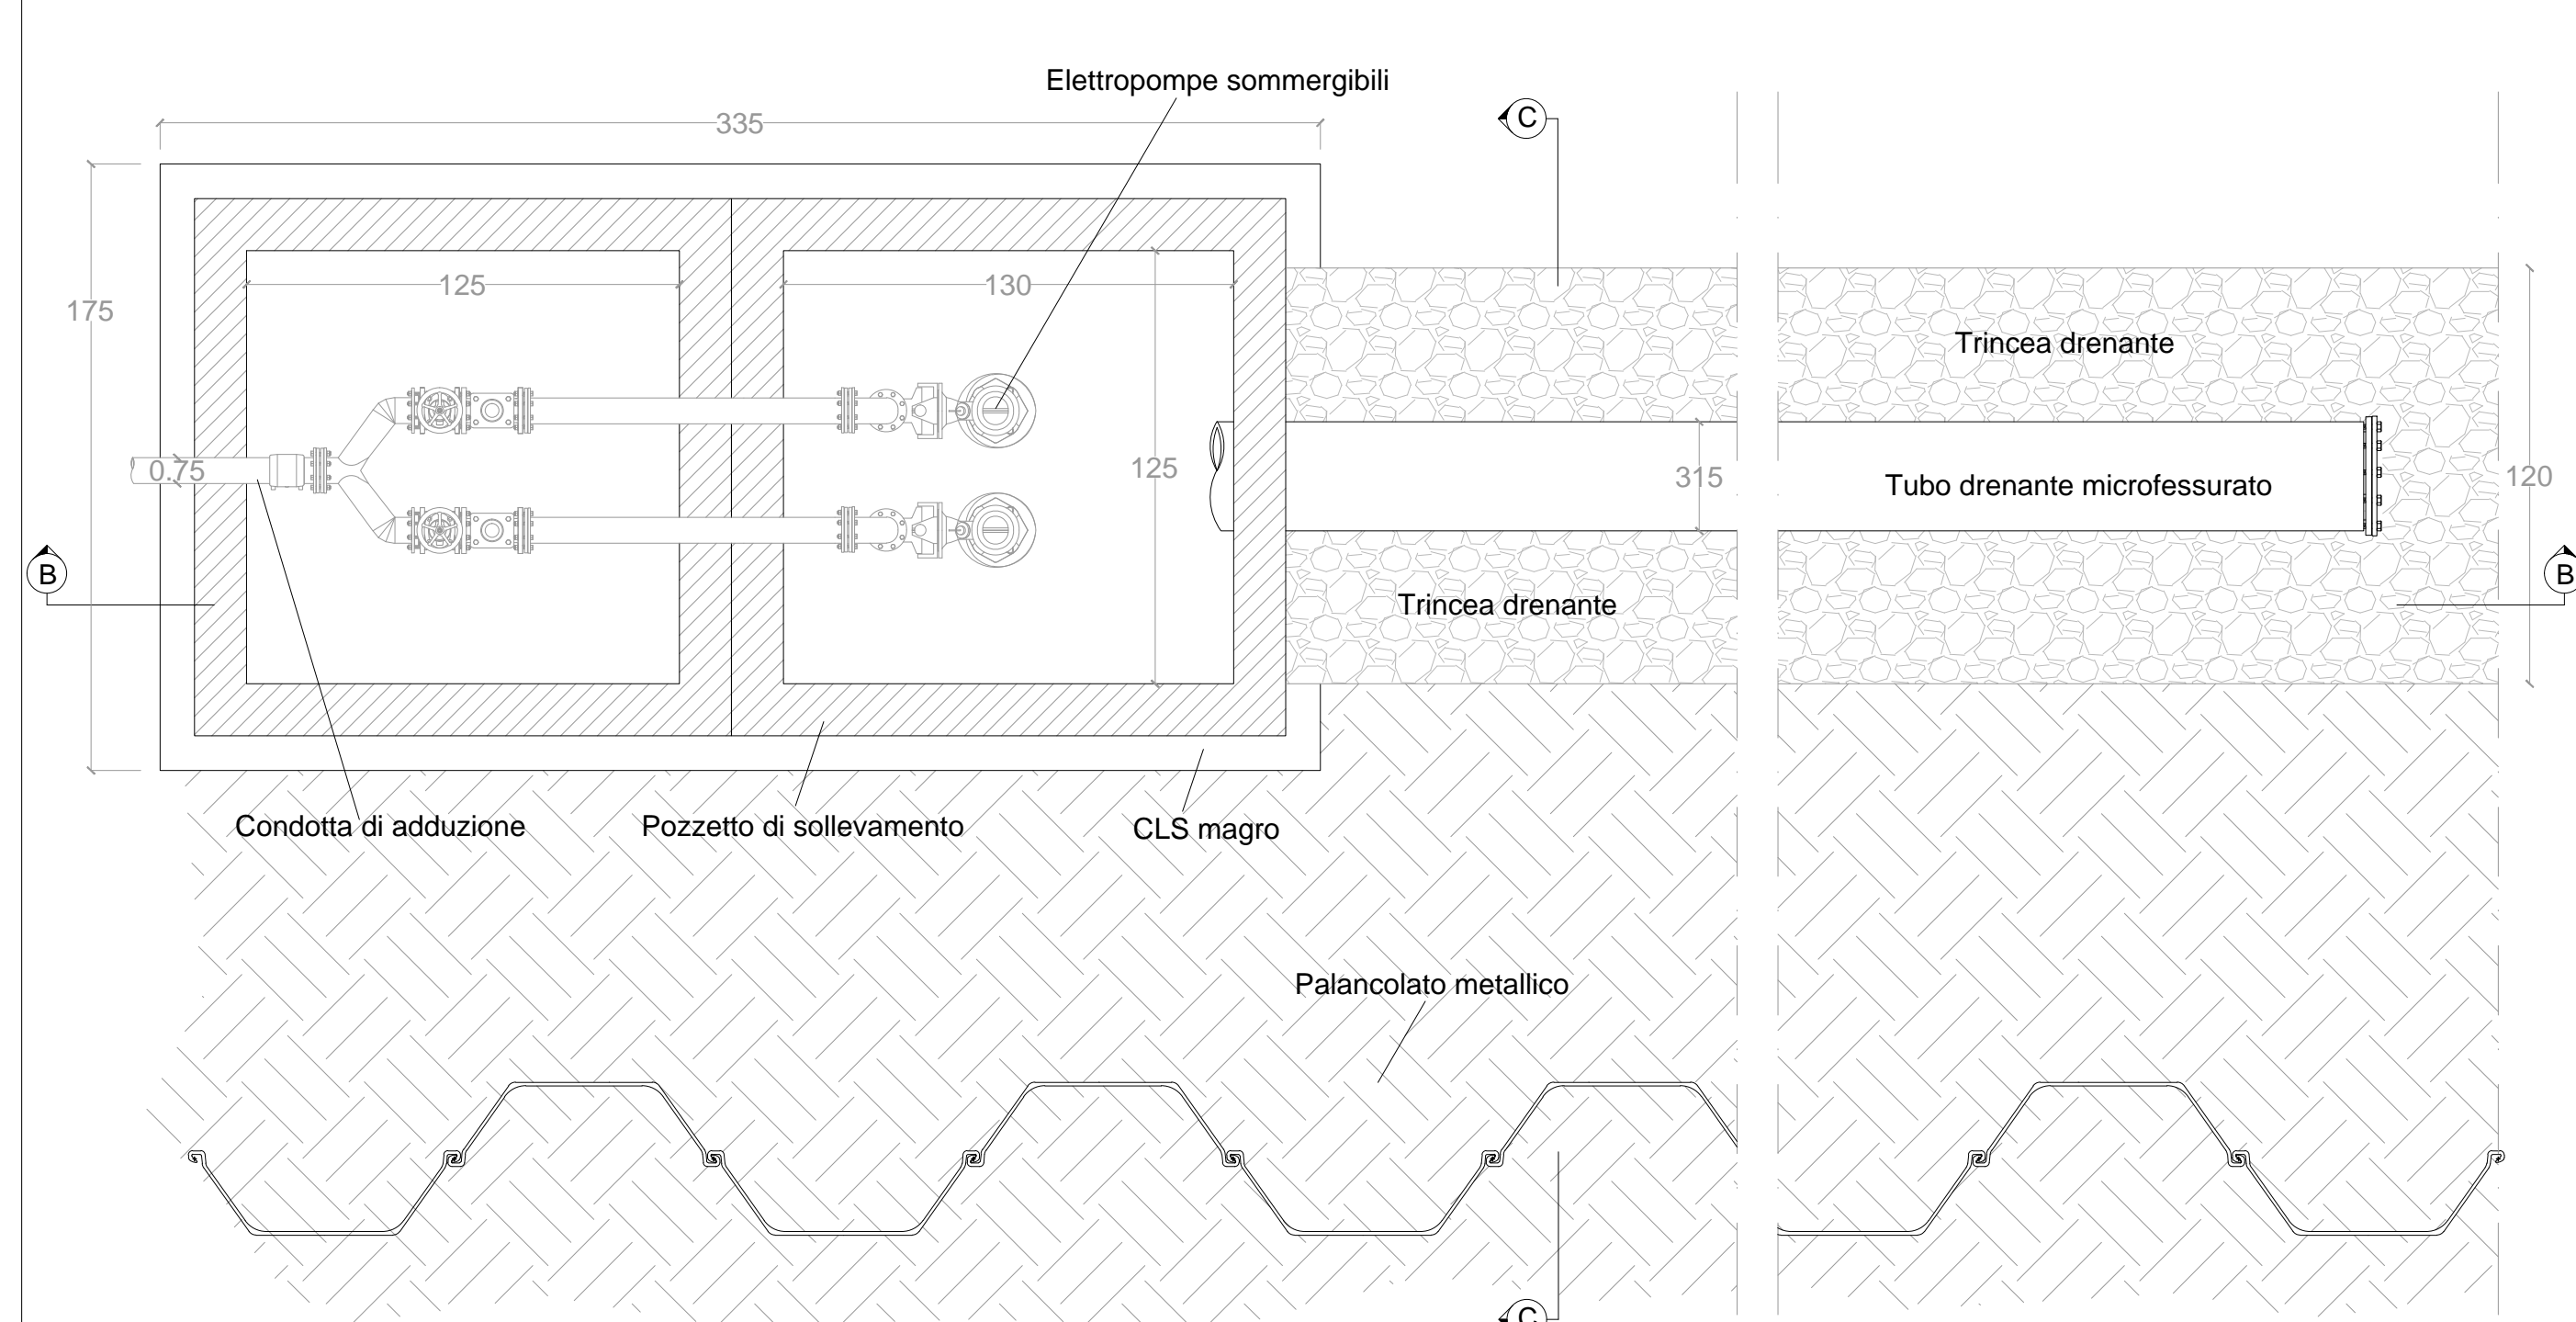 Elettropompe sommergibili
C
335
125
130
175
Trincea drenante
0.75
125
315
Tubo drenante microfessurato
120
B
B
Trincea drenante
Condotta di adduzione
Pozzetto di sollevamento
CLS magro
Palancolato metallico
C